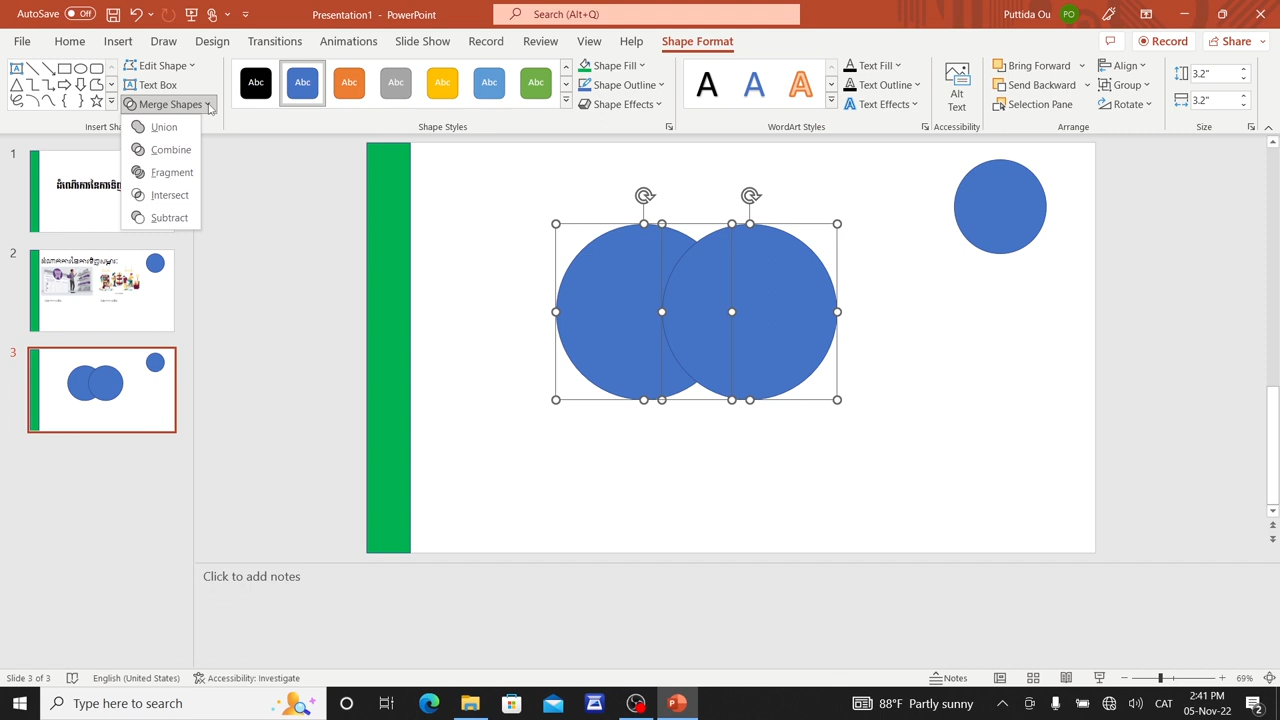 AutoSave Off
Presentation1 - PowerPoint
Search (Alt+Q)
Puttida Ou PO
File Home Insert Draw Design Transitions Animations Slide Show Record Review View Help Shape Format
Record Share
Edit Shape
Text Box
Merge Shapes
Insert Sha
Abc Abc Abc Abc Abc Abc Abc
Shape Fill
Shape Outline
Shape Effects
Shape Styles
A A A
Text Fill
Text Outline
Text Effects
WordArt Styles
Alt
Text
Accessibility
Bring Forward
Send Backward
Selection Pane
Align
Group
Rotate
Arrange
3.2"
3.2"
Size
Union
Combine
Fragment
Intersect
Subtract
1
2
3
Click to add notes
Slide 3 of 3
English (United States)
Accessibility: Investigate
Notes
69%
Type here to search
88°F Partly sunny
CAT
2:41 PM
05-Nov-22
2